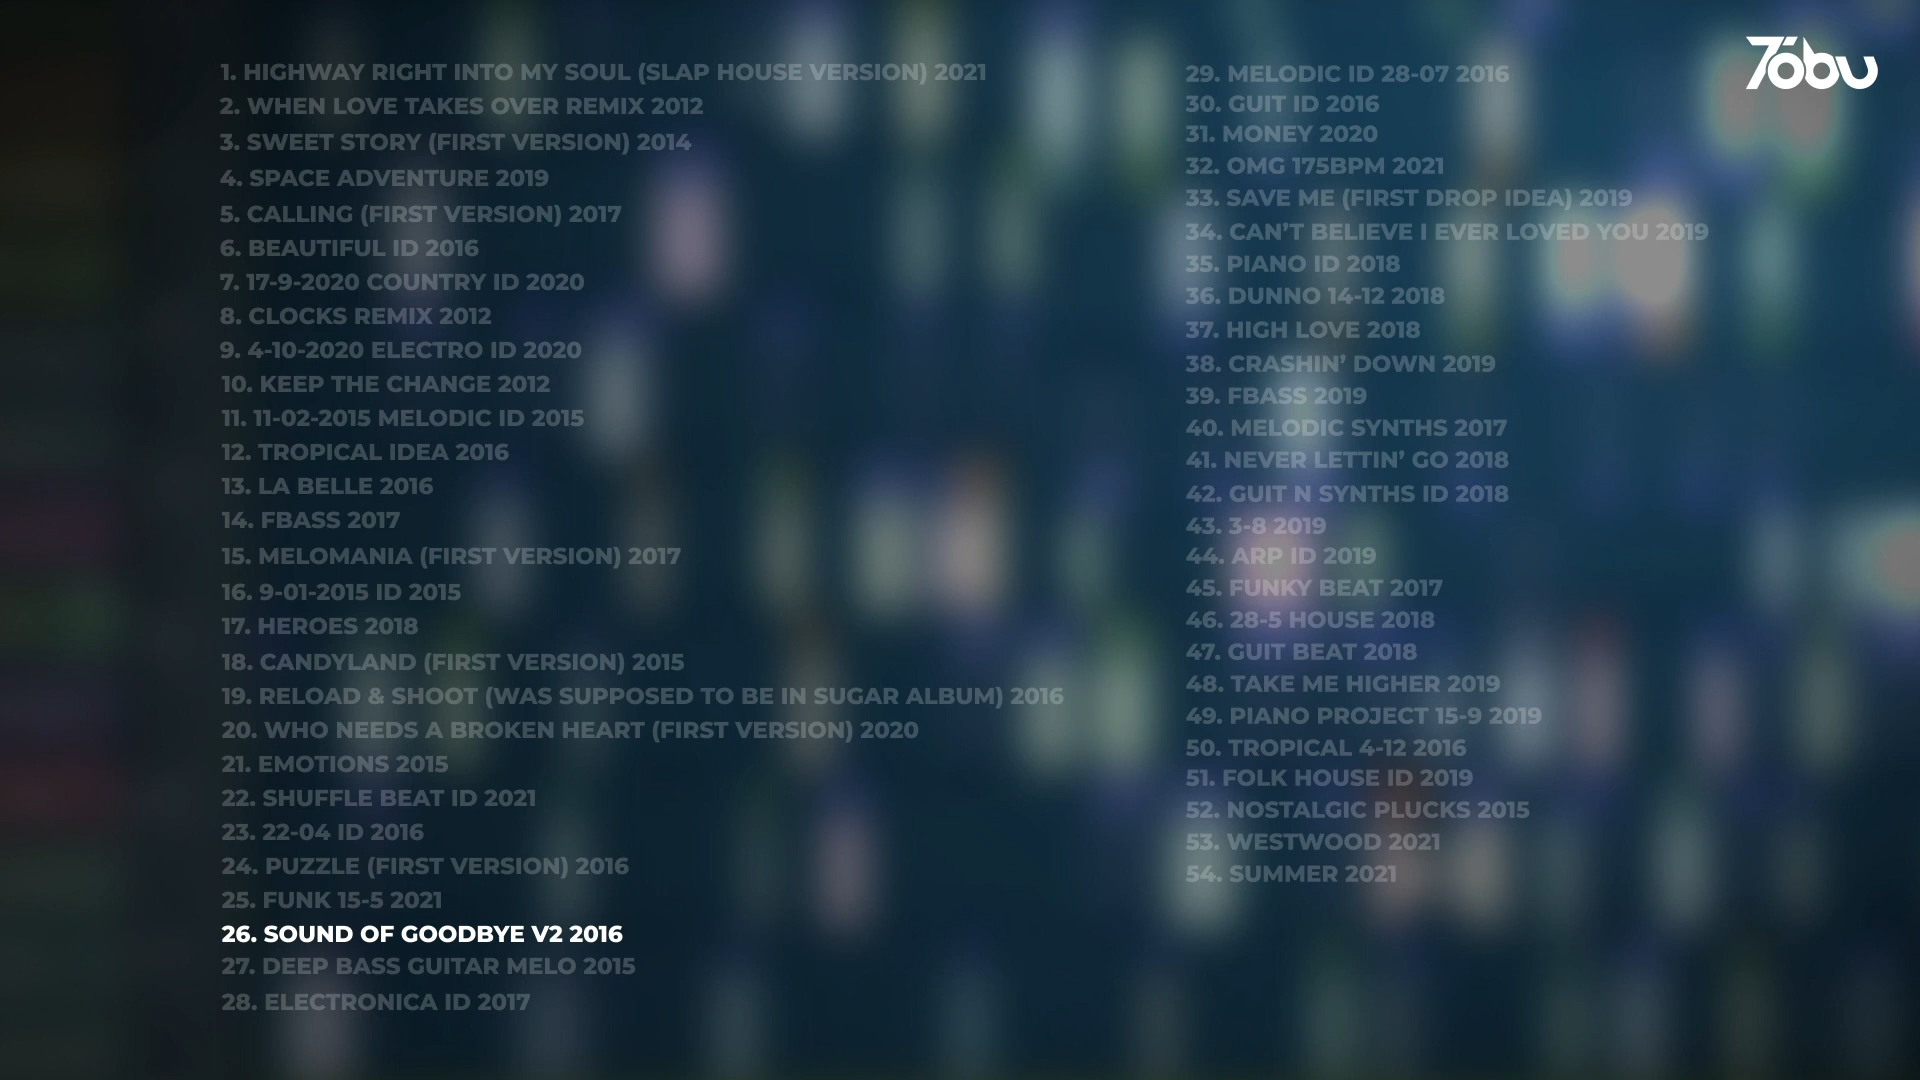 1. HIGHWAY RIGHT INTO MY SOUL (SLAP HOUSE VERSION) 2021
2. WHEN LOVE TAKES OVER REMIX 2012
3. SWEET STORY (FIRST VERSION) 2014
4. SPACE ADVENTURE 2019
5. CALLING (FIRST VERSION) 2017
6. BEAUTIFUL ID 2016
7. 17-9-2020 COUNTRY ID 2020
8. CLOCKS REMIX 2012
9. 4-10-2020 ELECTRO ID 2020
10. KEEP THE CHANGE 2012
11. 11-02-2015 MELODIC ID 2015
12. TROPICAL IDEA 2016
13. LA BELLE 2016
14. FBASS 2017
15. MELOMANIA (FIRST VERSION) 2017
16. 9-01-2015 ID 2015
17. HEROES 2018
18. CANDYLAND (FIRST VERSION) 2015
19. RELOAD & SHOOT (WAS SUPPOSED TO BE IN SUGAR ALBUM) 2016
20. WHO NEEDS A BROKEN HEART (FIRST VERSION) 2020
21. EMOTIONS 2015
22. SHUFFLE BEAT ID 2021
23. 22-04 ID 2016
24. PUZZLE (FIRST VERSION) 2016
25. FUNK 15-5 2021
26. SOUND OF GOODBYE V2 2016
27. DEEP BASS GUITAR MELO 2015
28. ELECTRONICA ID 2017
29. MELODIC ID 28-07 2016
30. GUIT ID 2016
31. MONEY 2020
32. OMG 175BPM 2021
33. SAVE ME (FIRST DROP IDEA) 2019
34. CAN'T BELIEVE I EVER LOVED YOU 2019
35. PIANO ID 2018
36. DUNNO 14-12 2018
37. HIGH LOVE 2018
38. CRASHIN' DOWN 2019
39. FBASS 2019
40. MELODIC SYNTHS 2017
41. NEVER LETTIN' GO 2018
42. GUIT N SYNTHS ID 2018
43. 3-8 2019
44. ARP ID 2019
45. FUNKY BEAT 2017
46. 28-5 HOUSE 2018
47. GUIT BEAT 2018
48. TAKE ME HIGHER 2019
49. PIANO PROJECT 15-9 2019
50. TROPICAL 4-12 2016
51. FOLK HOUSE ID 2019
52. NOSTALGIC PLUCKS 2015
53. WESTWOOD 2021
54. SUMMER 2021
Tobu